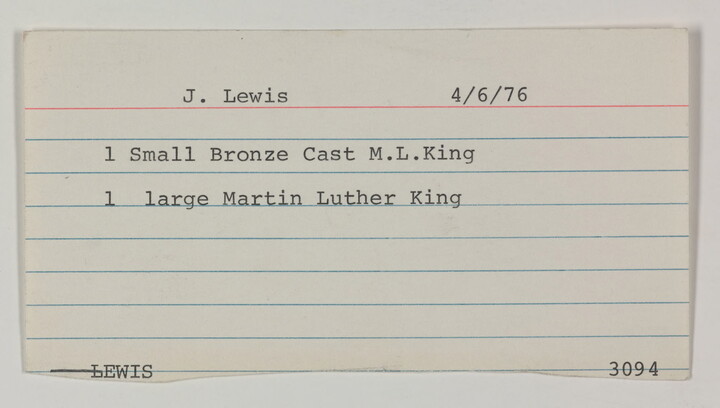 J. Lewis 4/6/76
1 Small Bronze Cast M.L.King
1 large Martin Luther King
LEWIS 3094